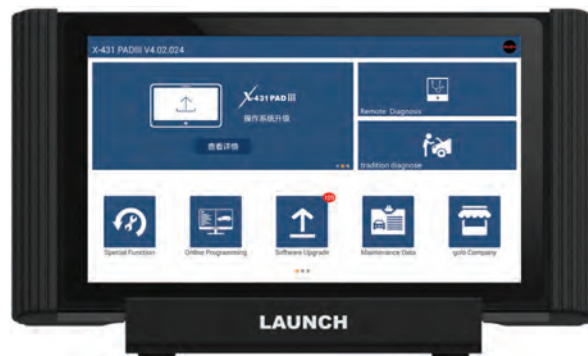 X-431 PADIII V4.02.024
X-431 PAD III
操作系统升级
查看详情
Remote Diagnosis
tradition diagnose
Special Function
Online Programming
Software Upgrade
Maintenance Data
golo Company
LAUNCH